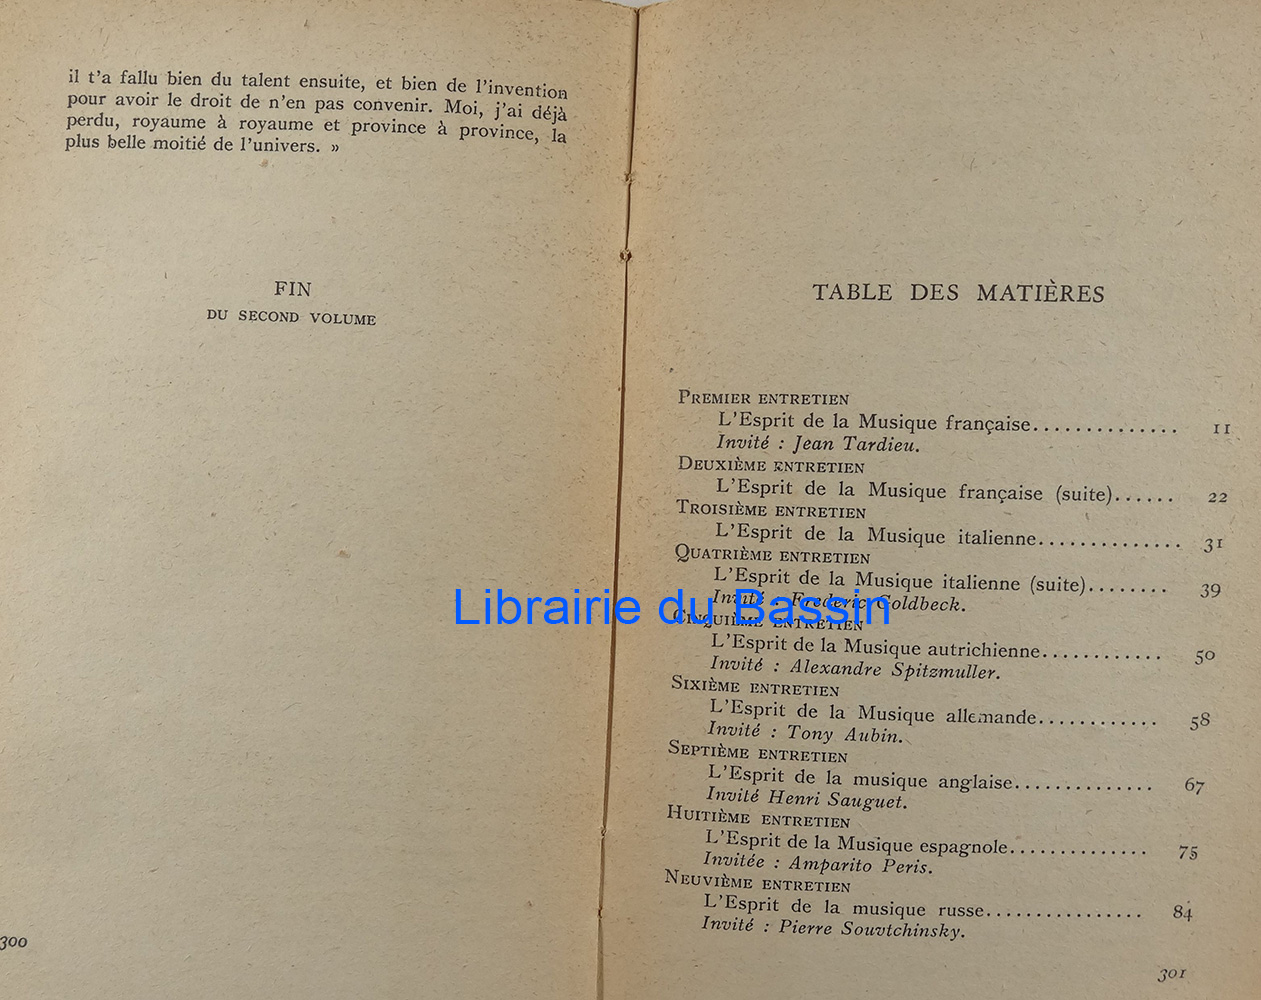 il t'a fallu bien du talent ensuite, et bien de l'invention
pour avoir le droit de n'en pas convenir. Moi, j'ai déjà
perdu, royaume à royaume et province à province, la
plus belle moitié de l'univers. »
FIN
DU SECOND VOLUME
300
TABLE DES MATIÈRES
PREMIER ENTRETIEN
L'Esprit de la Musique française.............. 11
Invité : Jean Tardieu.
DEUXIÈME ENTRETIEN
L'Esprit de la Musique française (suite)...... 22
TROISIÈME ENTRETIEN
L'Esprit de la Musique italienne.............. 31
QUATRIÈME ENTRETIEN
L'Esprit de la Musique italienne (suite)........ 39
Invité : Frederic Goldbeck.
Librairie du Bassin
CINQUIÈME ENTRETIEN
L'Esprit de la Musique autrichienne............ 50
Invité : Alexandre Spitzmuller.
SIXIÈME ENTRETIEN
L'Esprit de la Musique allemande............ 58
Invité : Tony Aubin.
SEPTIÈME ENTRETIEN
L'Esprit de la musique anglaise.............. 67
Invité Henri Sauguet.
HUITIÈME ENTRETIEN
L'Esprit de la Musique espagnole.............. 75
Invitée : Amparito Peris.
NEUVIÈME ENTRETIEN
L'Esprit de la musique russe................ 84
Invité : Pierre Souvtchinsky.
301